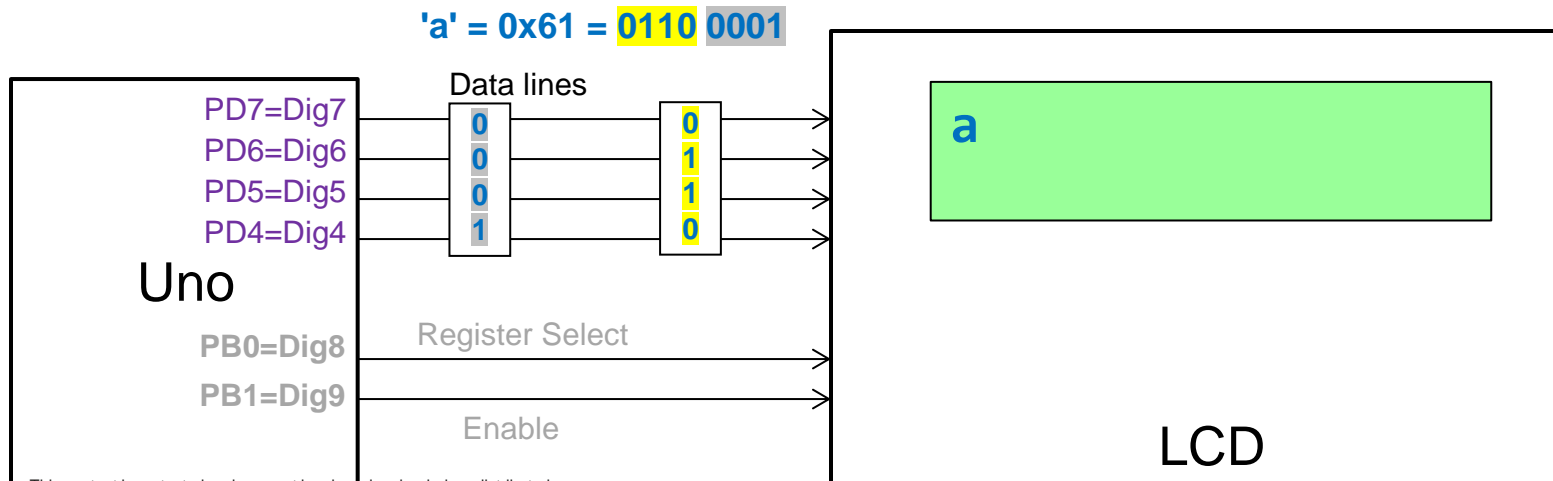 'a' = 0x61 = 0110 0001
Data lines
PD7=Dig7
PD6=Dig6
PD5=Dig5
PD4=Dig4
0
0
0
1
0
1
1
0
a
Uno
PB0=Dig8
PB1=Dig9
Register Select
Enable
LCD